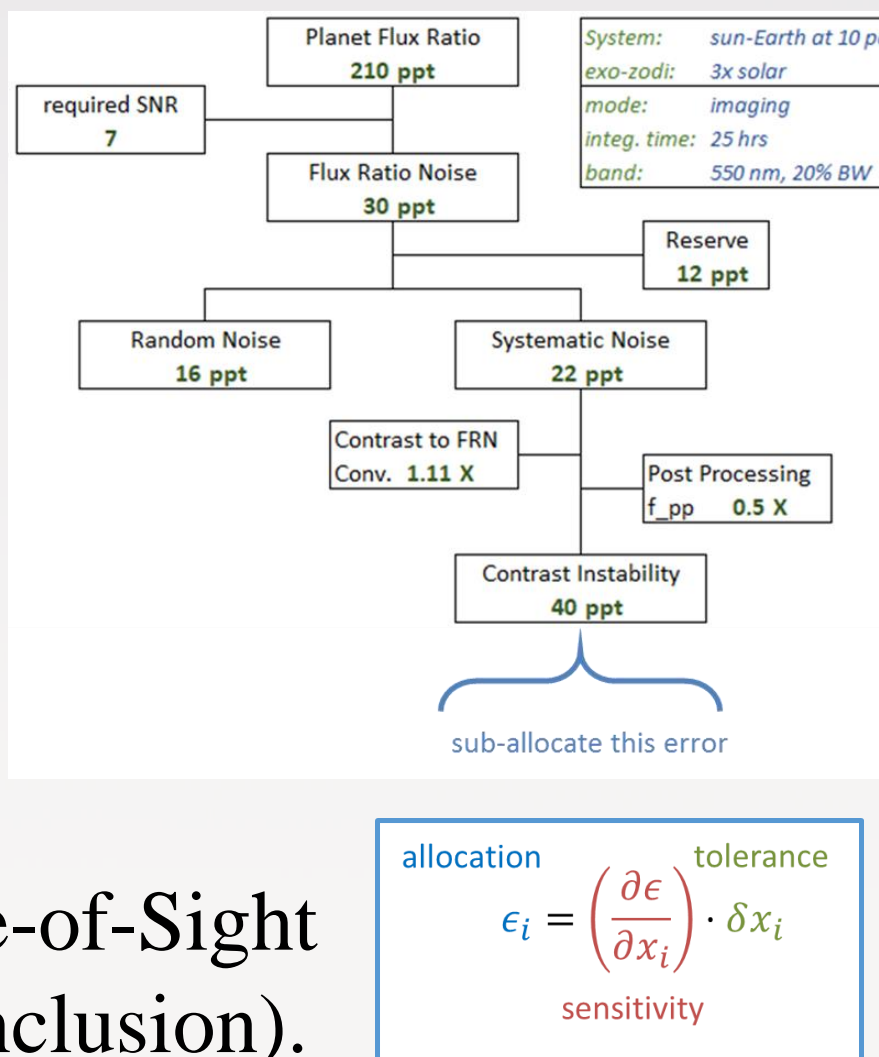 Planet Flux Ratio
210 ppt
System: sun-Earth at 10 p
exo-zodi: 3x solar
mode: imaging
integ. time: 25 hrs
band: 550 nm, 20% BW
required SNR
7
Flux Ratio Noise
30 ppt
Reserve
12 ppt
Random Noise
16 ppt
Systematic Noise
22 ppt
Contrast to FRN
Conv. 1.11 X
Post Processing
f_pp 0.5 X
Contrast Instability
40 ppt
sub-allocate this error
allocation tolerance
ϵᵢ = (∂ϵ/∂xᵢ) · δxᵢ
sensitivity
e-of-Sight
nclusion).